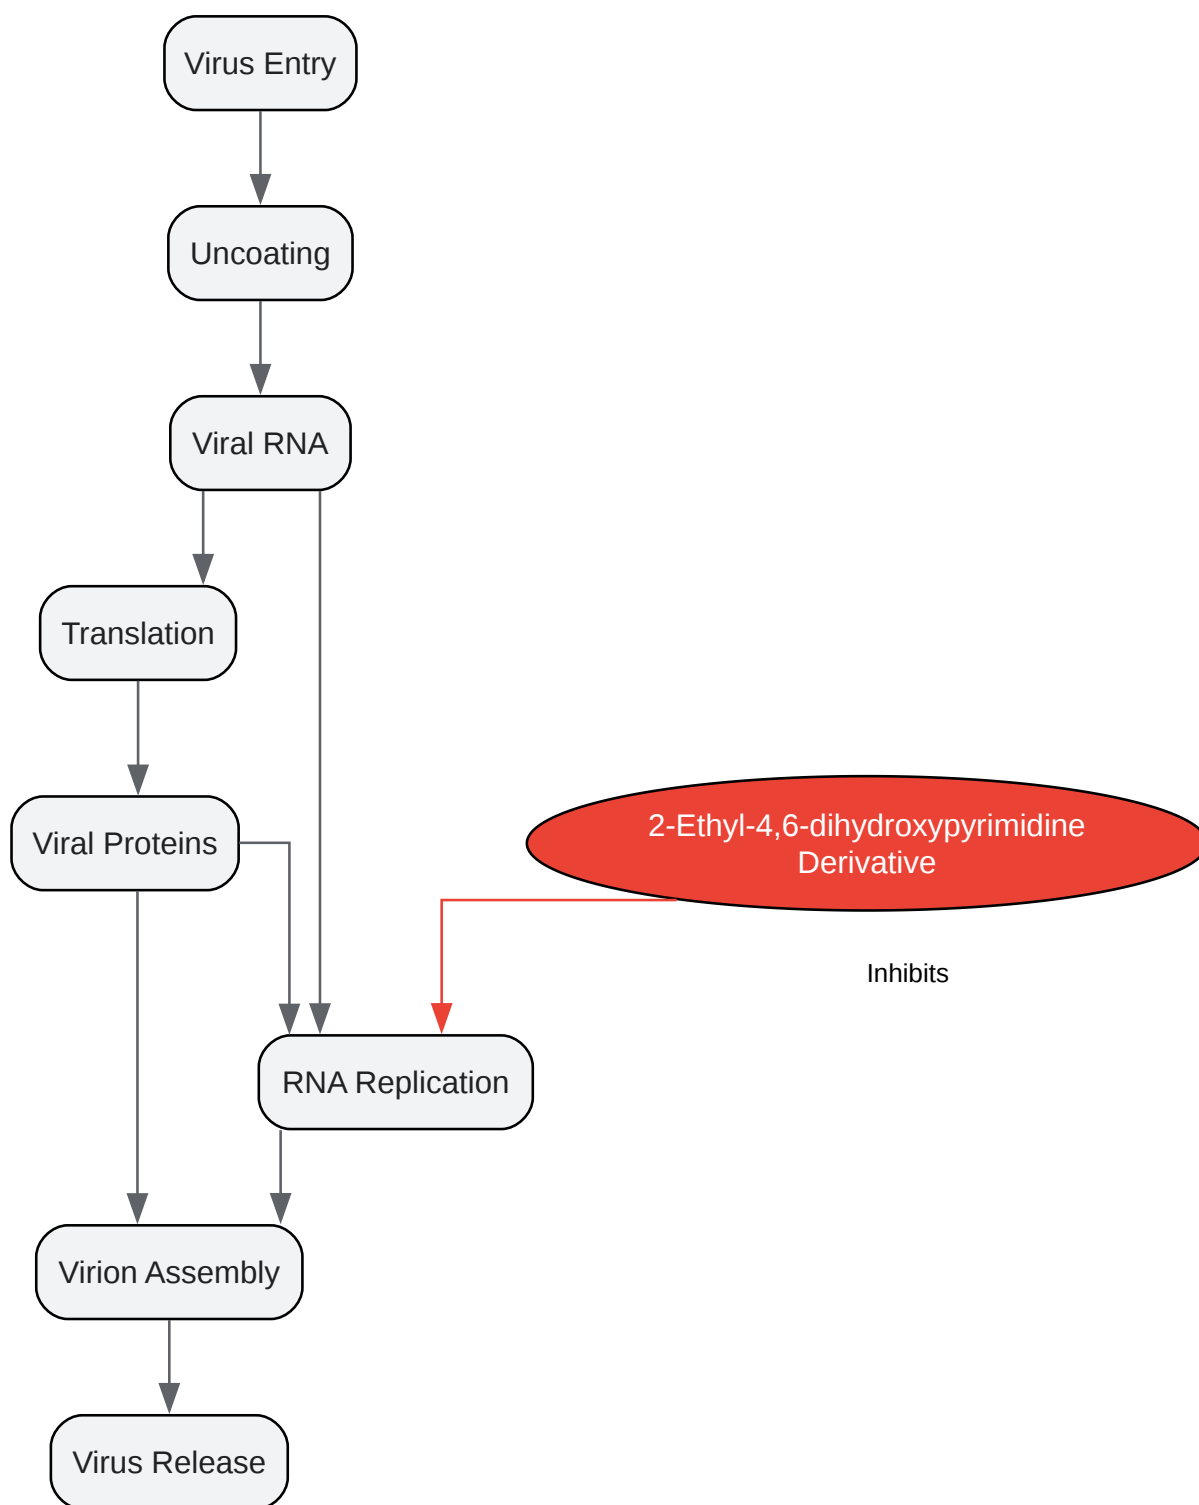 Virus Entry
Uncoating
Viral RNA
Translation
Viral Proteins
2-Ethyl-4,6-dihydroxypyrimidine
Derivative
Inhibits
RNA Replication
Virion Assembly
Virus Release